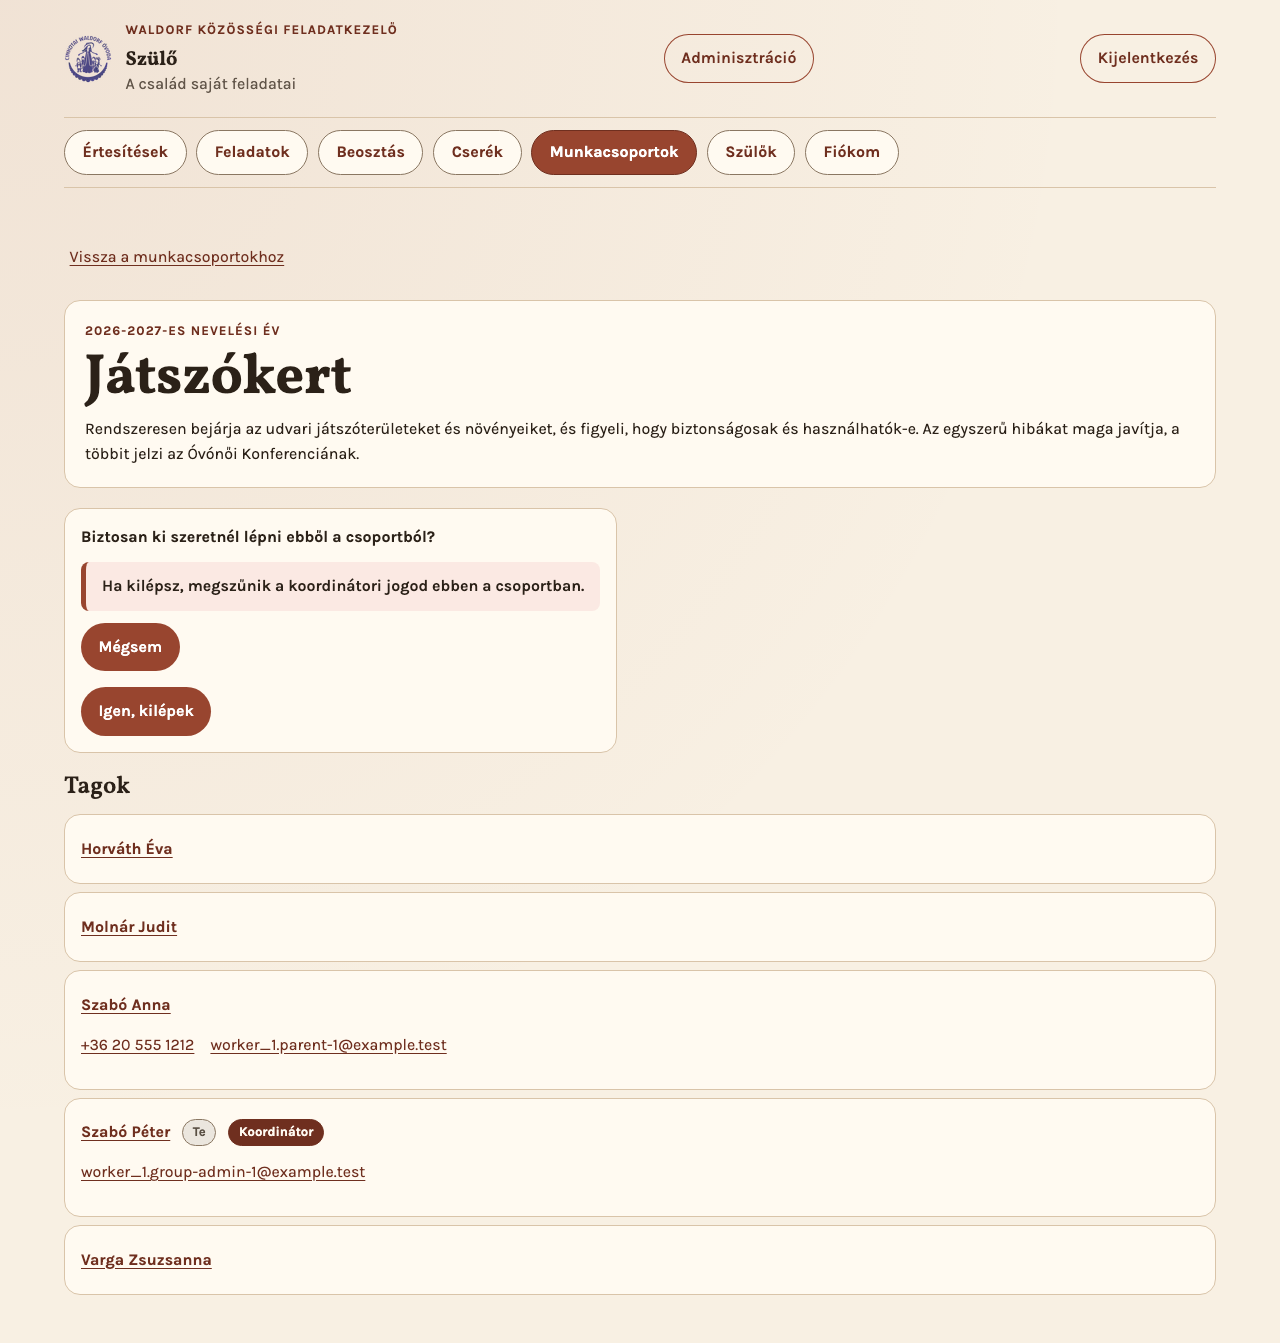 WALDORF KÖZÖSSÉGI FELADATKEZELŐ
Szülő
A család saját feladatai
Adminisztráció
Kijelentkezés
Értesítések
Feladatok
Beosztás
Cserék
Munkacsoportok
Szülők
Fiókom
Vissza a munkacsoportokhoz
2026-2027-ES NEVELÉSI ÉV
Játszókert
Rendszeresen bejárja az udvari játszóterületeket és növényeiket, és figyeli, hogy biztonságosak és használhatók-e. Az egyszerű hibákat maga javítja, a
többit jelzi az Óvónői Konferenciának.
Biztosan ki szeretnél lépni ebből a csoportból?
Ha kilépsz, megszűnik a koordinátori jogod ebben a csoportban.
Mégsem
Igen, kilépek
Tagok
Horváth Éva
Molnár Judit
Szabó Anna
+36 20 555 1212 worker_1.parent-1@example.test
Szabó Péter Te Koordinátor
worker_1.group-admin-1@example.test
Varga Zsuzsanna